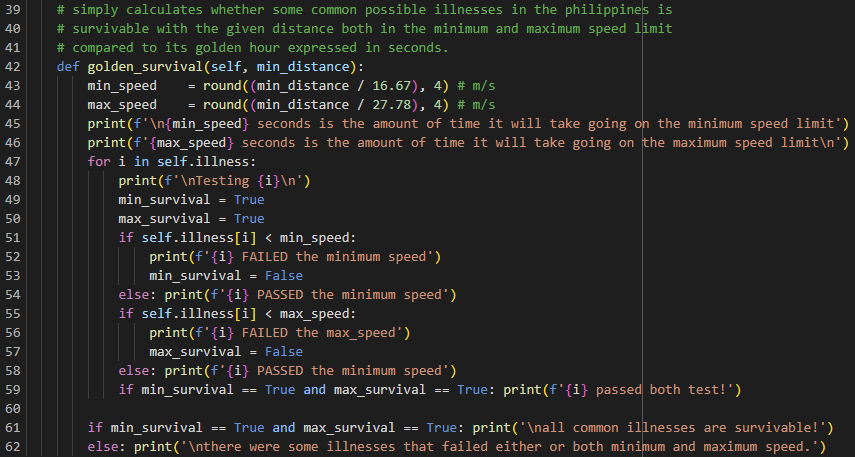 39 # simply calculates whether some common possible illnesses in the philippines is
40 # survivable with the given distance both in the minimum and maximum speed limit
41 # compared to its golden hour expressed in seconds.
42 def golden_survival(self, min_distance):
43 min_speed = round((min_distance / 16.67), 4) # m/s
44 max_speed = round((min_distance / 27.78), 4) # m/s
45 print(f'\n{min_speed} seconds is the amount of time it will take going on the minimum speed limit')
46 print(f'{max_speed} seconds is the amount of time it will take going on the maximum speed limit\n')
47 for i in self.illness:
48 print(f'\nTesting {i}\n')
49 min_survival = True
50 max_survival = True
51 if self.illness[i] < min_speed:
52 print(f'{i} FAILED the minimum speed')
53 min_survival = False
54 else: print(f'{i} PASSED the minimum speed')
55 if self.illness[i] < max_speed:
56 print(f'{i} FAILED the max_speed')
57 max_survival = False
58 else: print(f'{i} PASSED the minimum speed')
59 if min_survival == True and max_survival == True: print(f'{i} passed both test!')
60
61 if min_survival == True and max_survival == True: print('\nall common illnesses are survivable!')
62 else: print('\nthere were some illnesses that failed either or both minimum and maximum speed.')